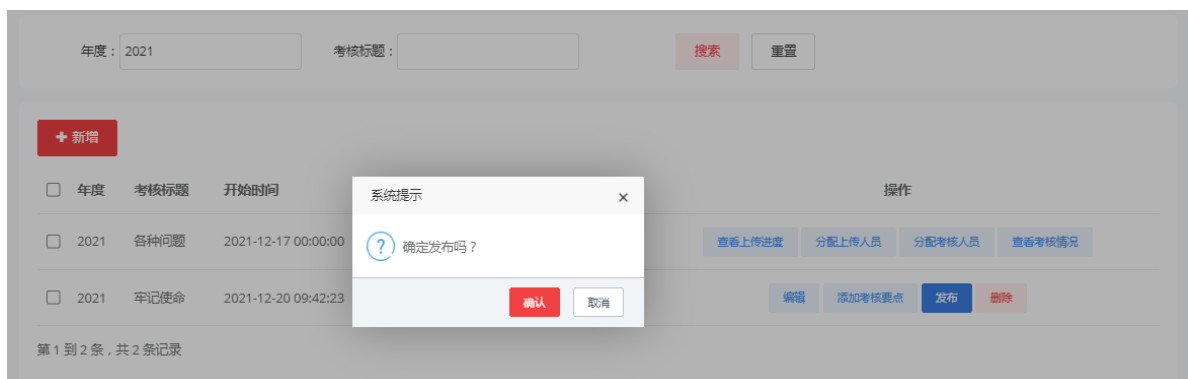 年度： 2021 考核标题： 搜索 重置
+ 新增
年度 考核标题 开始时间 操作
系统提示 ×
2021 各种问题 2021-12-17 00:00:00 查看上传进度 分配上传人员 分配考核人员 查看考核情况
? 确定发布吗？
2021 牢记使命 2021-12-20 09:42:23 编辑 添加考核要点 发布 删除
确认 取消
第 1 到 2 条，共 2 条记录